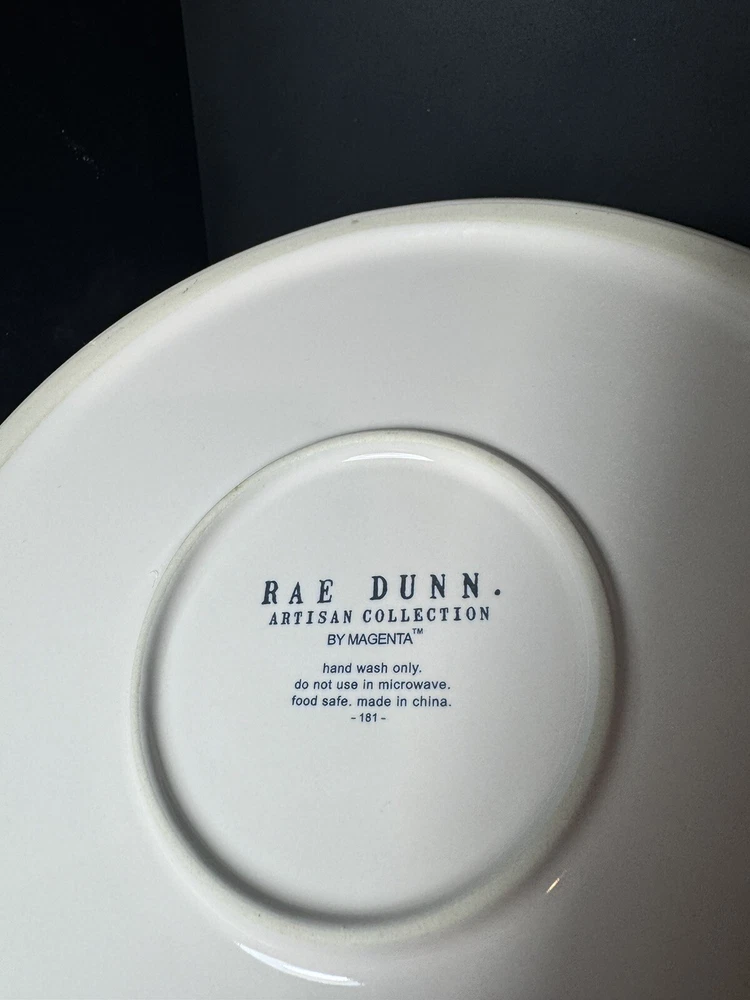 RAE DUNN.
ARTISAN COLLECTION
BY MAGENTA™
hand wash only.
do not use in microwave.
food safe. made in china.
- 181 -